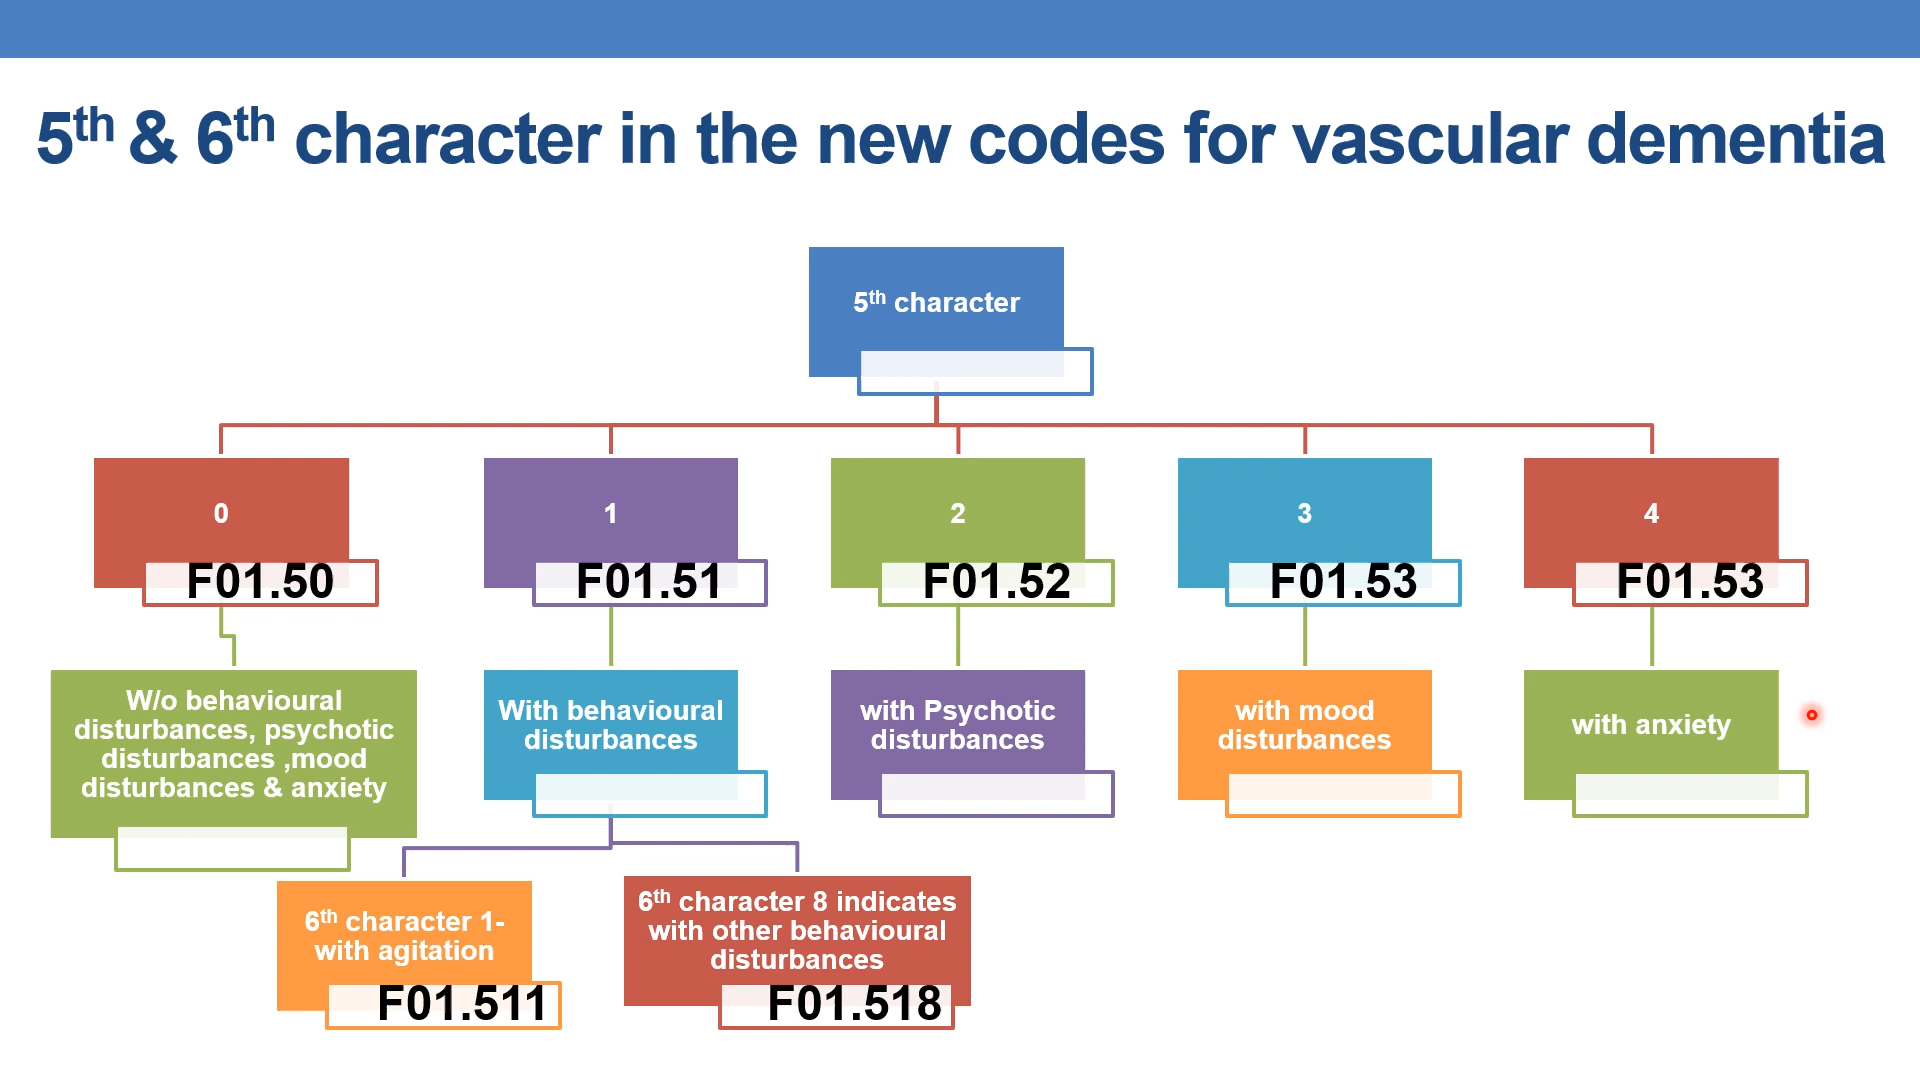 5th & 6th character in the new codes for vascular dementia
5th character
0
F01.50
1
F01.51
2
F01.52
3
F01.53
4
F01.53
W/o behavioural
disturbances, psychotic
disturbances ,mood
disturbances & anxiety
With behavioural
disturbances
with Psychotic
disturbances
with mood
disturbances
with anxiety
6th character 1-
with agitation
F01.511
6th character 8 indicates
with other behavioural
disturbances
F01.518